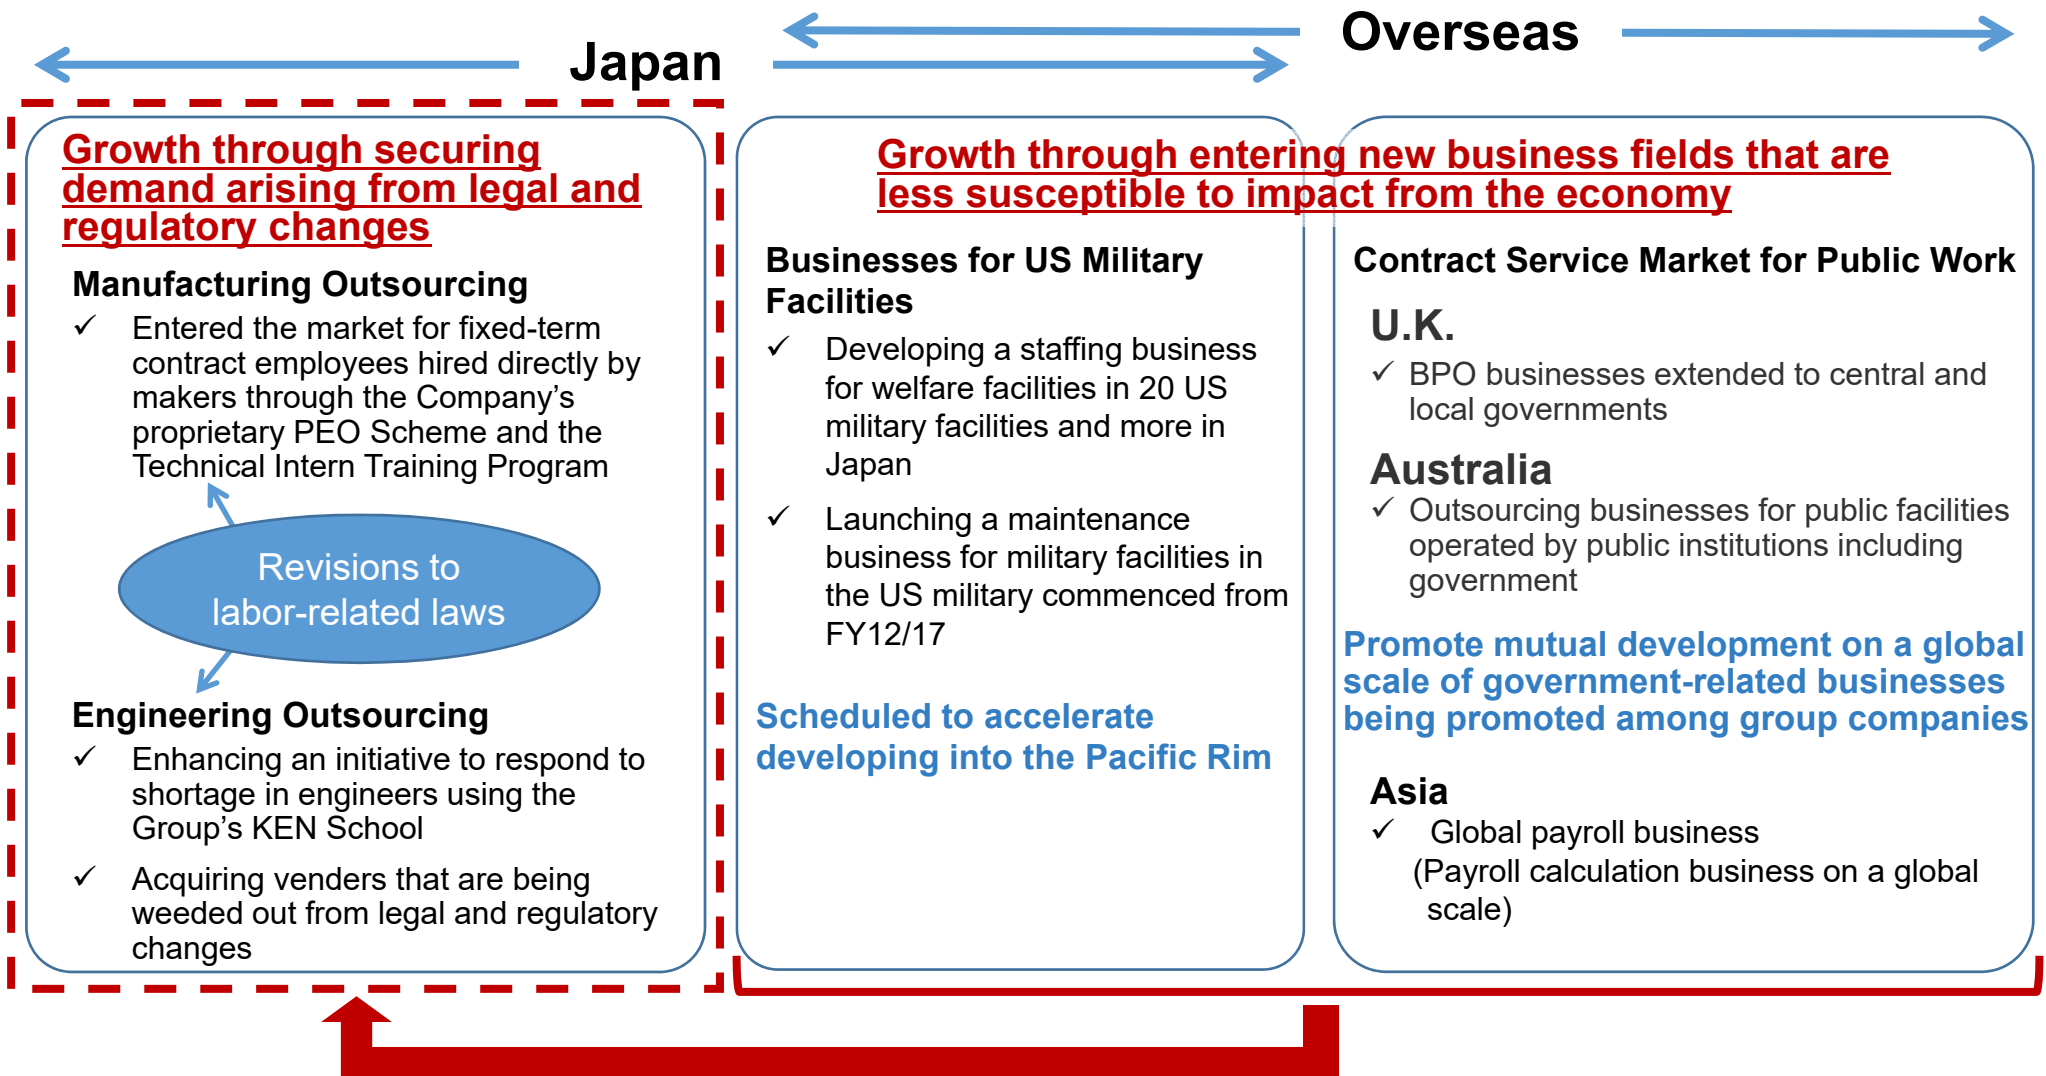 Japan
Overseas
Growth through securing
demand arising from legal and
regulatory changes
Manufacturing Outsourcing
✓ Entered the market for fixed-term
contract employees hired directly by
makers through the Company’s
proprietary PEO Scheme and the
Technical Intern Training Program
Revisions to
labor-related laws
Engineering Outsourcing
✓ Enhancing an initiative to respond to
shortage in engineers using the
Group’s KEN School
✓ Acquiring venders that are being
weeded out from legal and regulatory
changes
Growth through entering new business fields that are
less susceptible to impact from the economy
Businesses for US Military
Facilities
✓ Developing a staffing business
for welfare facilities in 20 US
military facilities and more in
Japan
✓ Launching a maintenance
business for military facilities in
the US military commenced from
FY12/17
Scheduled to accelerate
developing into the Pacific Rim
Contract Service Market for Public Work
U.K.
✓ BPO businesses extended to central and
local governments
Australia
✓ Outsourcing businesses for public facilities
operated by public institutions including
government
Promote mutual development on a global
scale of government-related businesses
being promoted among group companies
Asia
✓ Global payroll business
(Payroll calculation business on a global
scale)